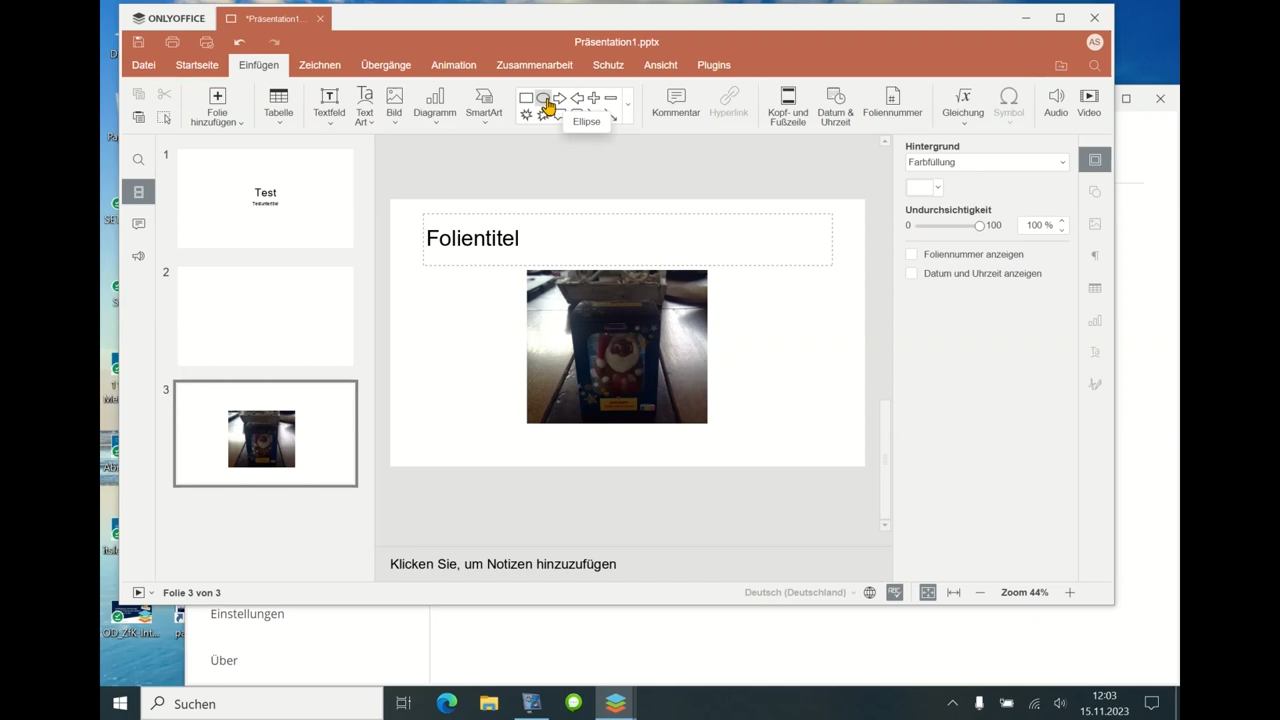 ONLYOFFICE
*Präsentation1...
Präsentation1.pptx
AS
Datei
Startseite
Einfügen
Zeichnen
Übergänge
Animation
Zusammenarbeit
Schutz
Ansicht
Plugins
Folie hinzufügen
Tabelle
Textfeld
Text Art
Bild
Diagramm
SmartArt
Ellipse
Kommentar
Hyperlink
Kopf- und Fußzeile
Datum & Uhrzeit
Foliennummer
Gleichung
Symbol
Audio
Video
1
Test
2
3
Folientitel
Hintergrund
Farbfüllung
Undurchsichtigkeit
0
100
100 %
Foliennummer anzeigen
Datum und Uhrzeit anzeigen
Klicken Sie, um Notizen hinzuzufügen
Folie 3 von 3
Deutsch (Deutschland)
Zoom 44%
Einstellungen
OD_ZfK_Int...
Über
Suchen
12:03
15.11.2023